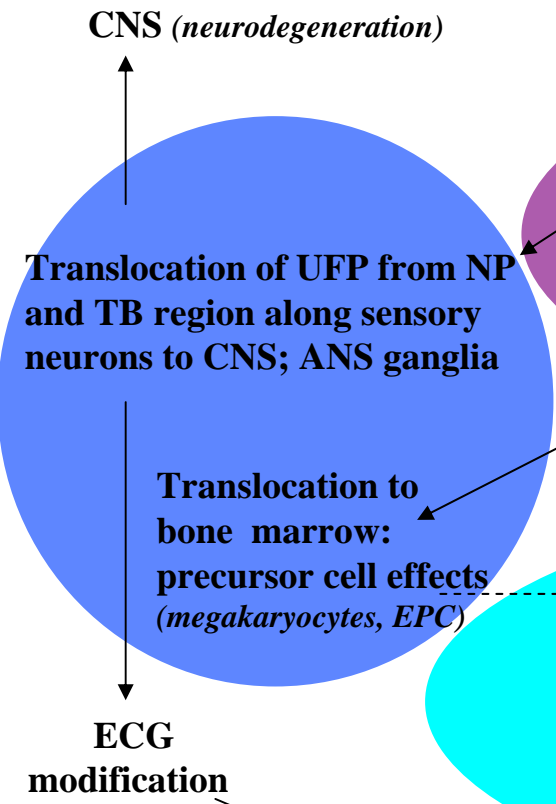 CNS (neurodegeneration)
Translocation of UFP from NP
and TB region along sensory
neurons to CNS; ANS ganglia
Translocation to
bone marrow:
precursor cell effects
(megakaryocytes, EPC)
ECG
modification